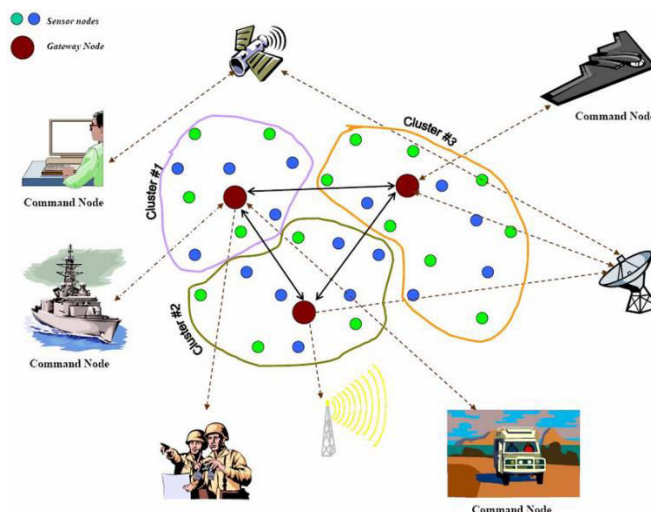 Sensor nodes
Gateway Node
Command Node
Cluster #3
Cluster #1
Command Node
Cluster #2
Command Node
Command Node